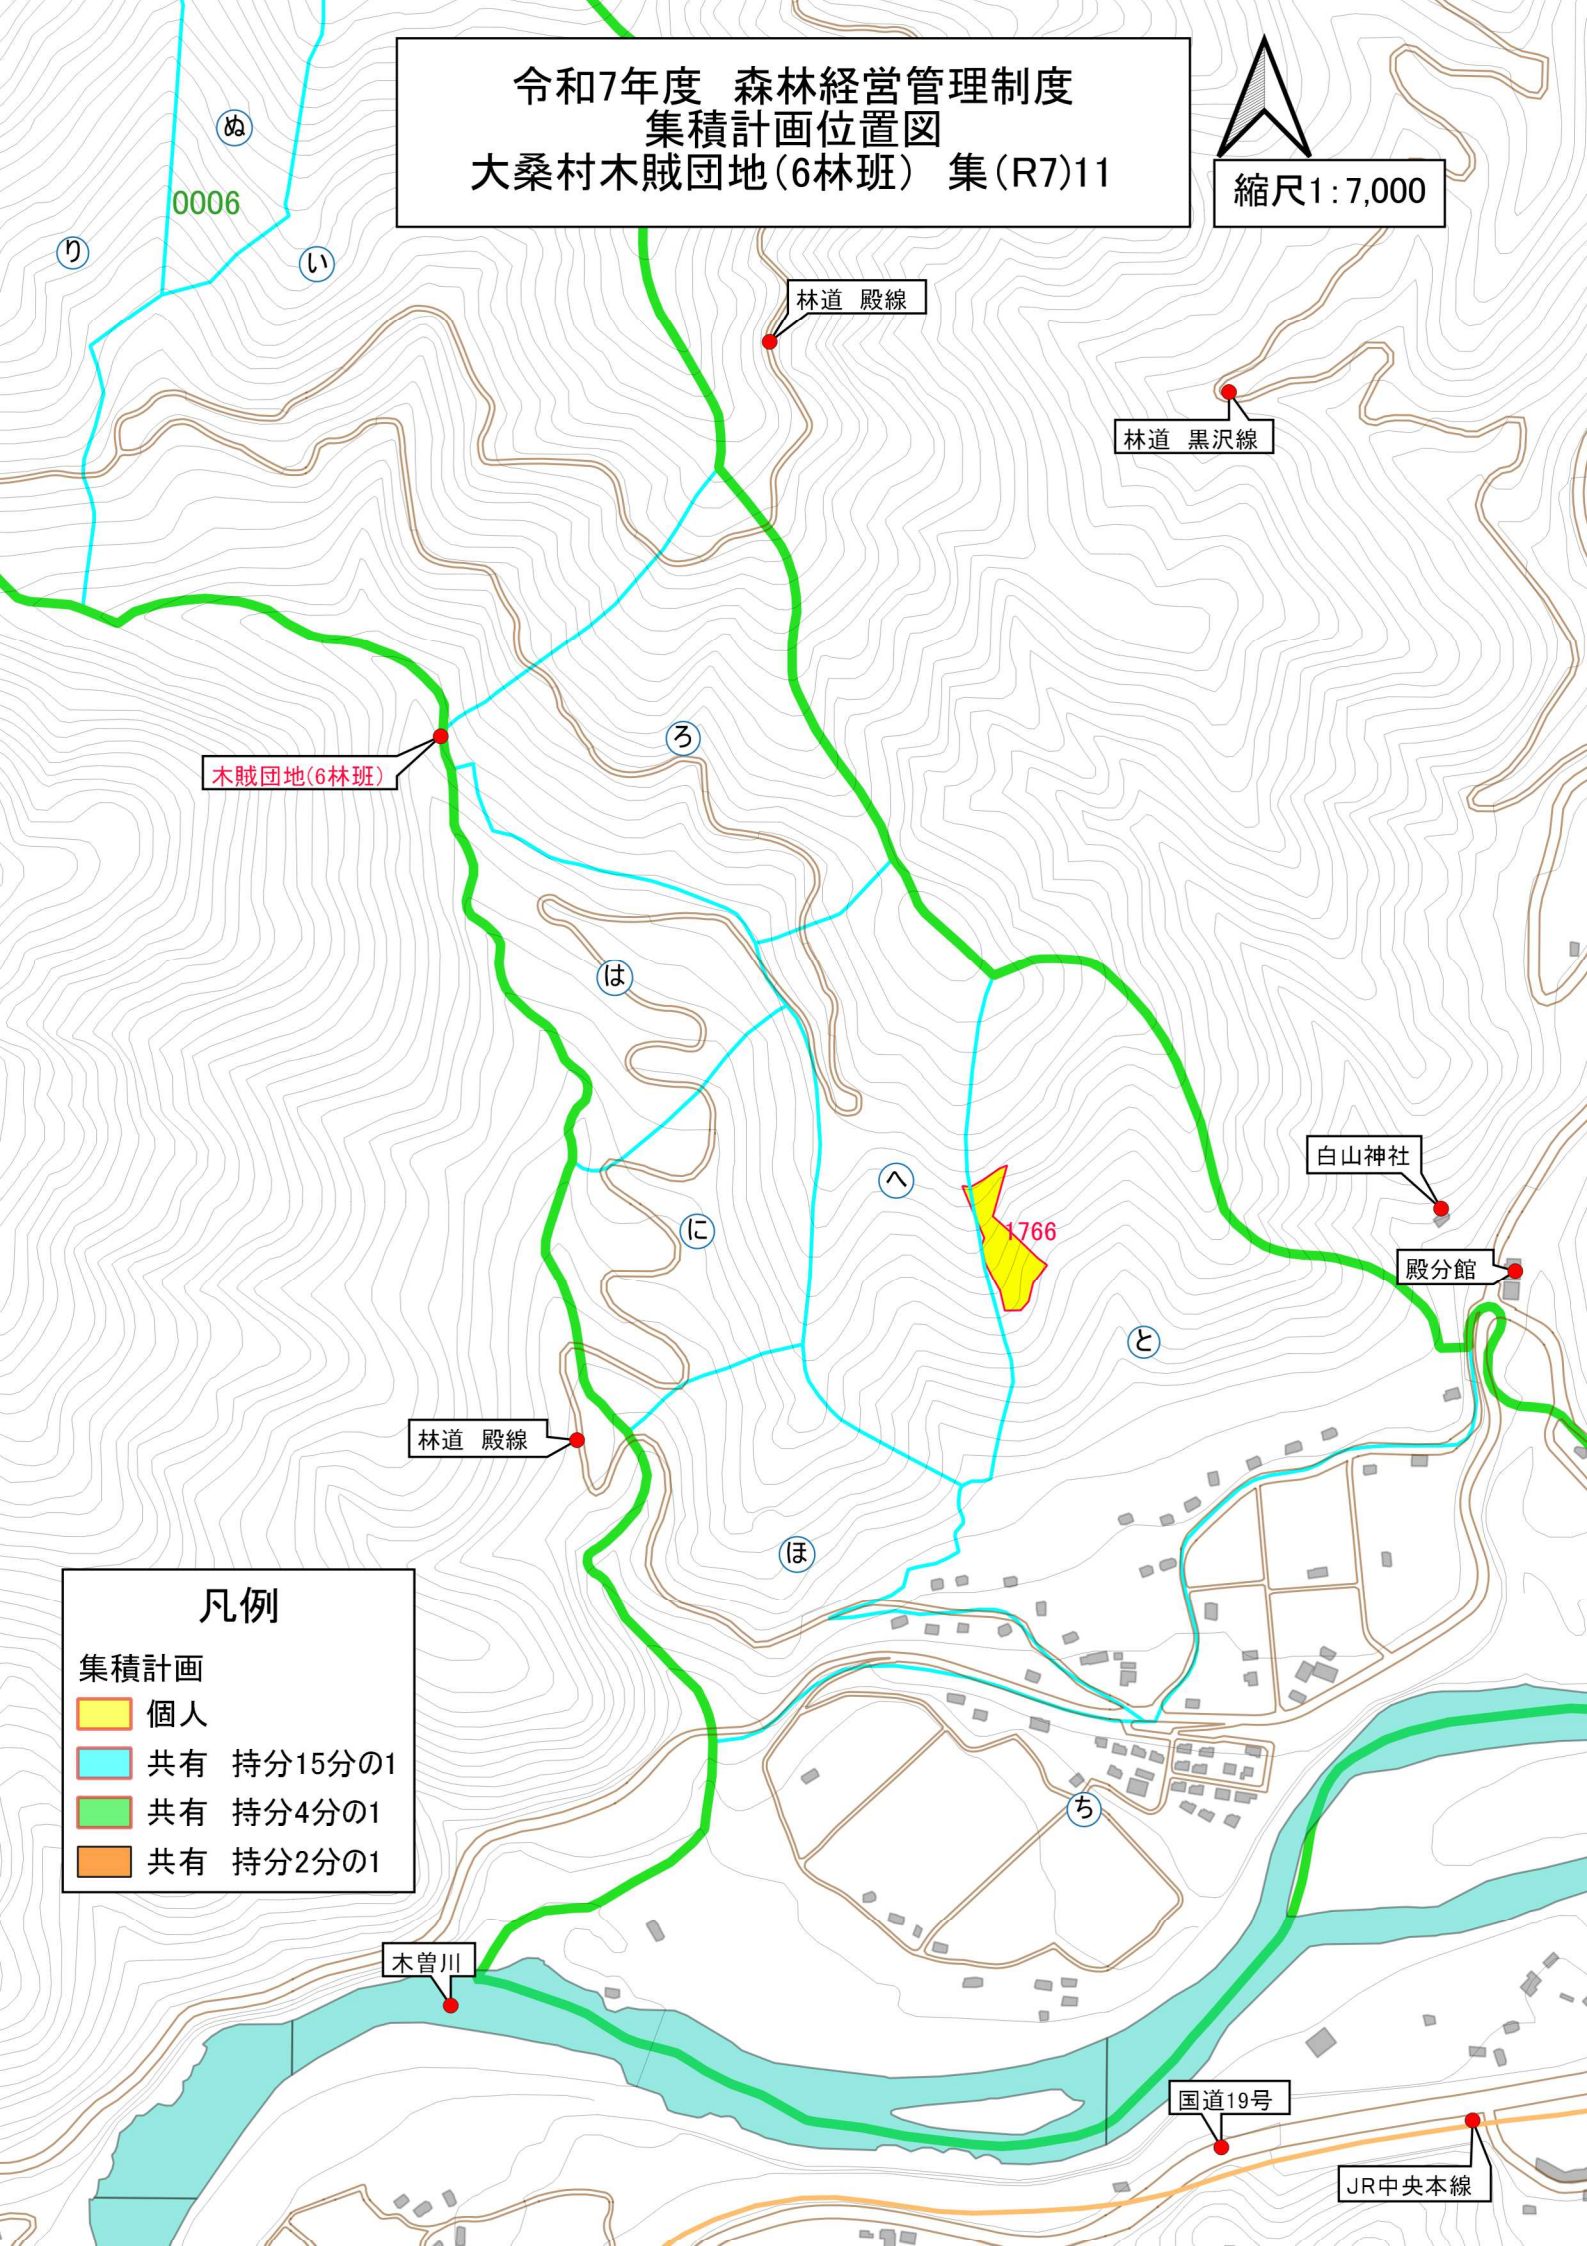 令和7年度　森林経営管理制度
集積計画位置図
大桑村木賊団地(6林班)　集(R7)11
縮尺1:7,000
ぬ
0006
り
い
林道　殿線
林道　黒沢線
ろ
木賊団地(6林班)
は
白山神社
へ
1766
に
殿分館
と
林道　殿線
ほ
凡例
集積計画
個人
共有　持分15分の1
共有　持分4分の1
共有　持分2分の1
ち
木曽川
国道19号
JR中央本線